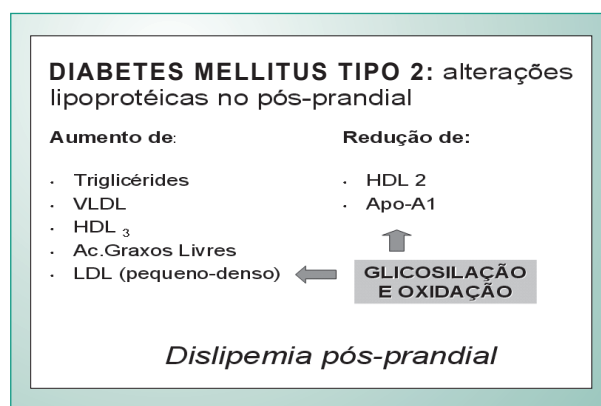 DIABETES MELLITUS TIPO 2: alterações
lipoprotéicas no pós-prandial
Aumento de:
· Triglicérides
· VLDL
· HDL 3
· Ac.Graxos Livres
· LDL (pequeno-denso)
Redução de:
· HDL 2
· Apo-A1
GLICOSILAÇÃO
E OXIDAÇÃO
Dislipemia pós-prandial